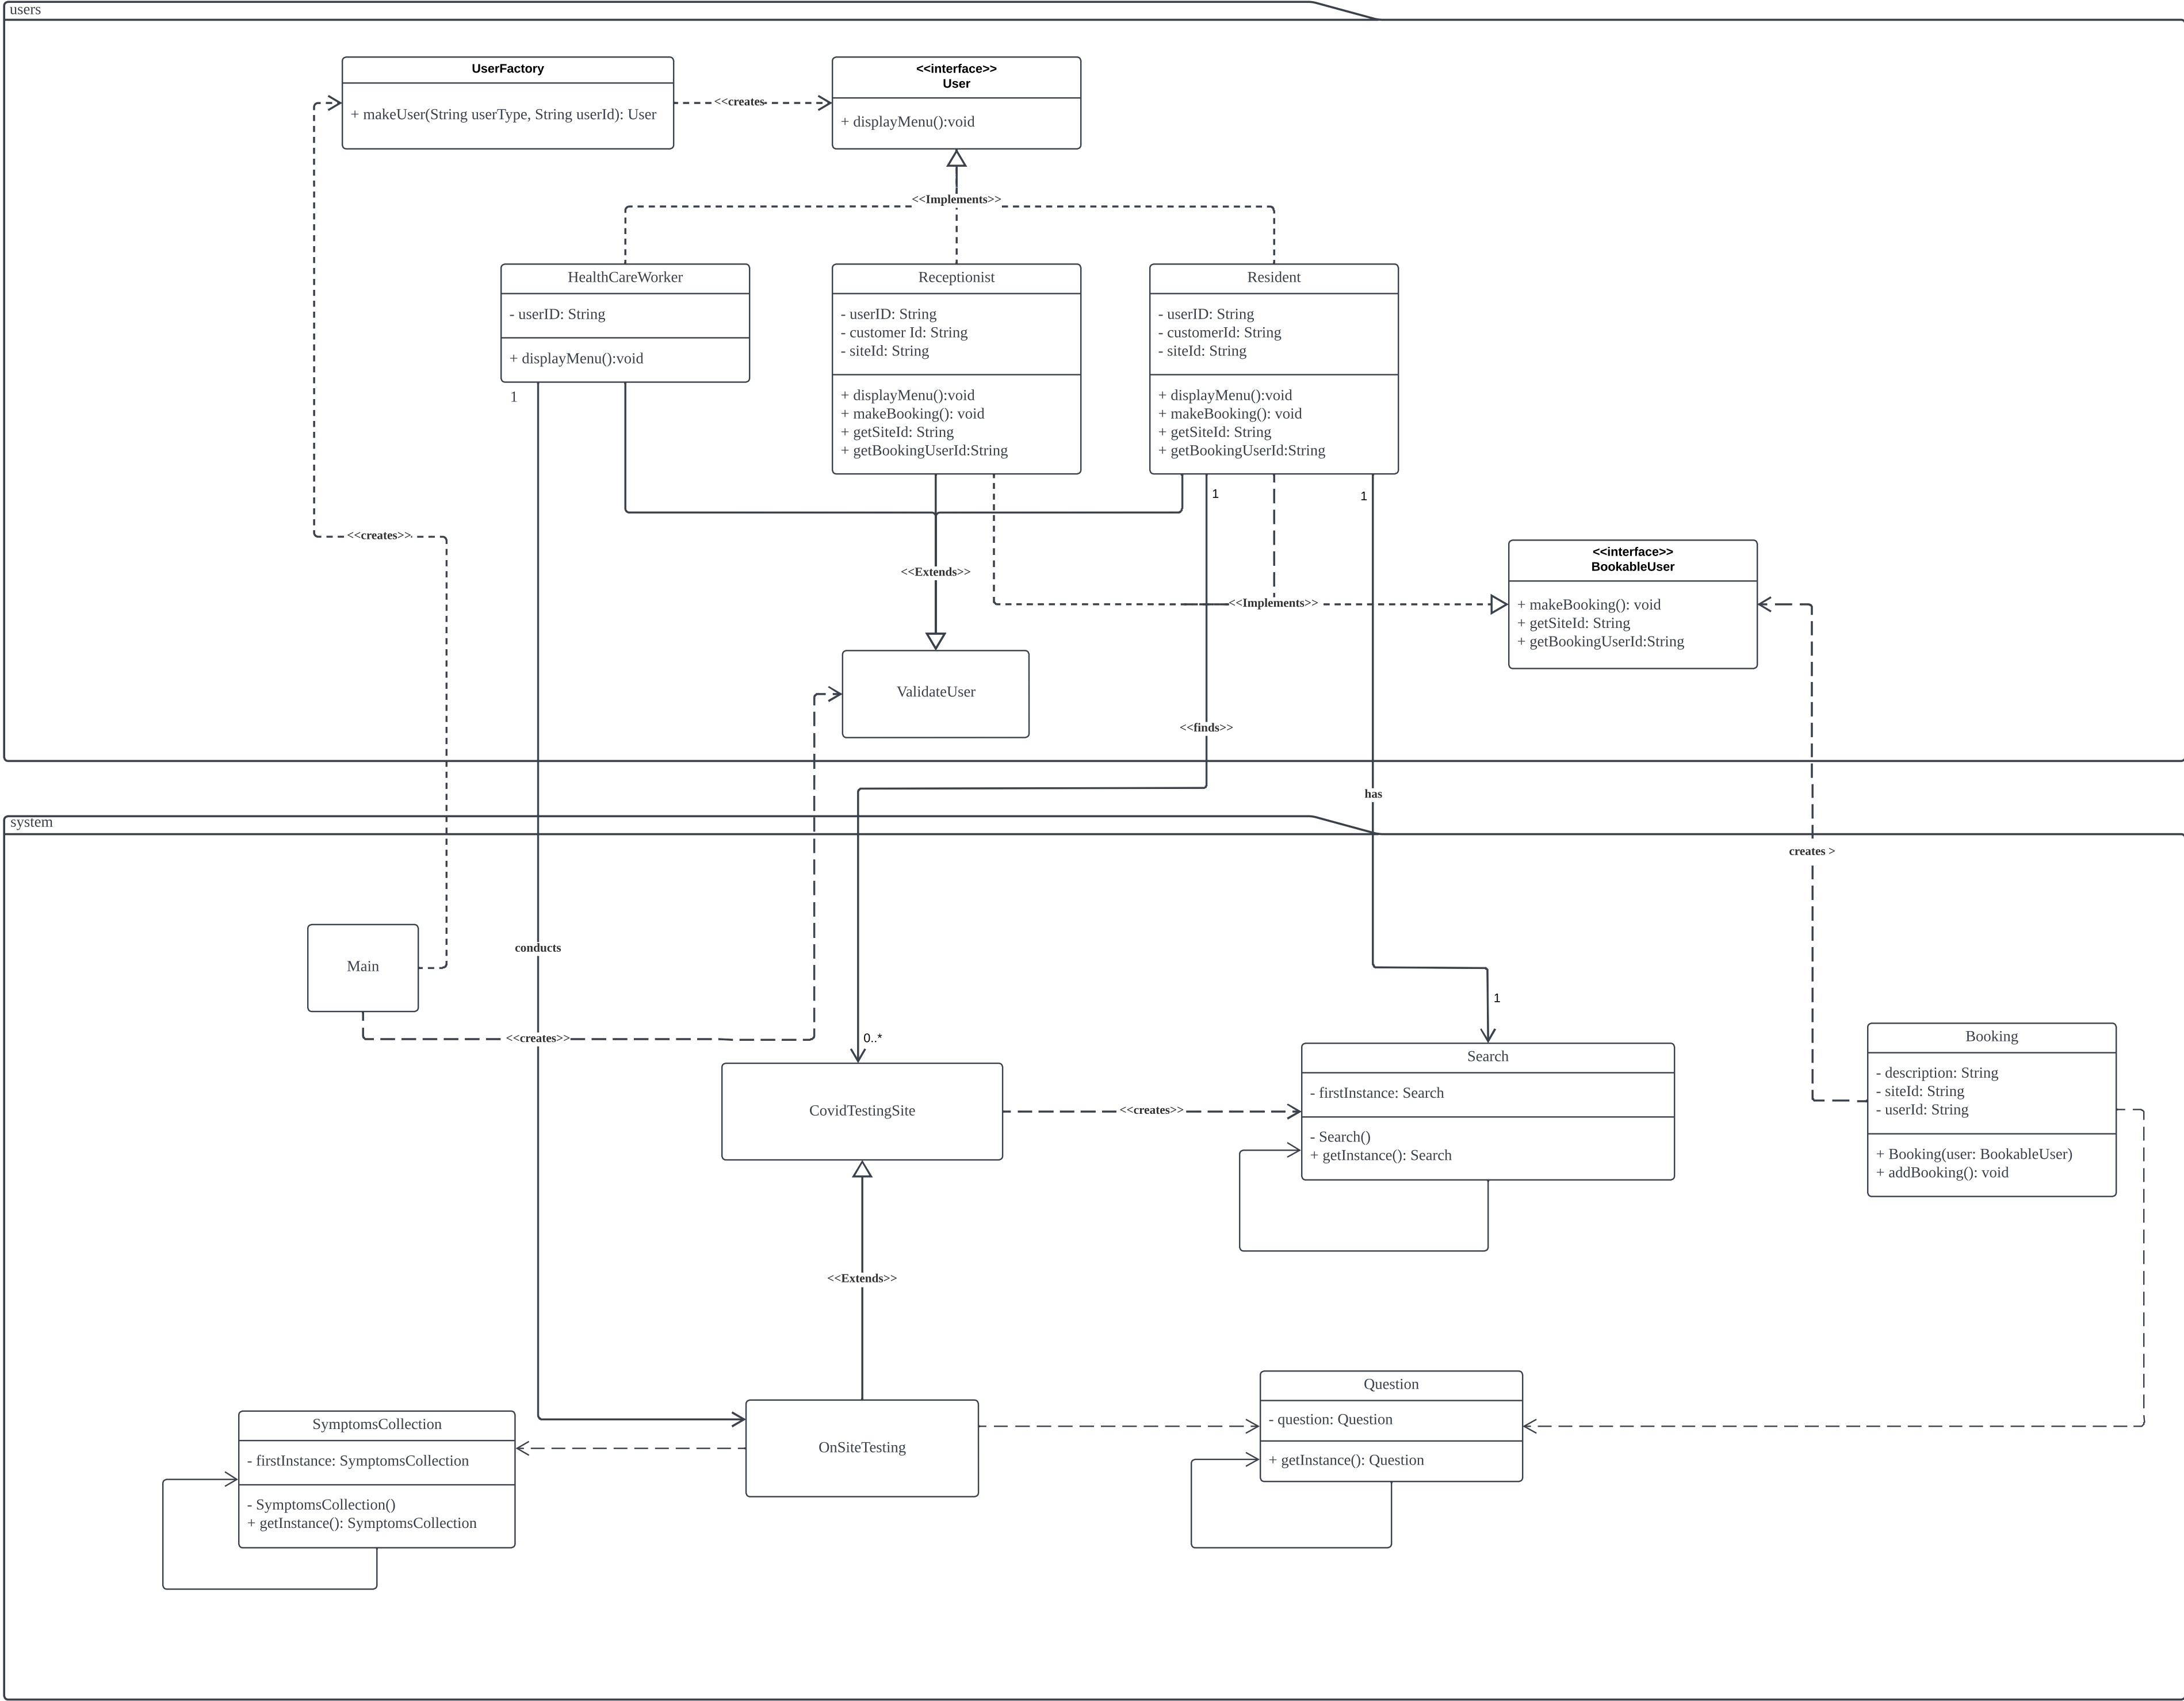 users
UserFactory
+ makeUser(String userType, String userId): User
<<creates
<<interface>>
User
+ displayMenu():void
<<Implements>>
HealthCareWorker
- userID: String
+ displayMenu():void
1
Receptionist
- userID: String
- customer Id: String
- siteId: String
+ displayMenu():void
+ makeBooking(): void
+ getSiteId: String
+ getBookingUserId:String
Resident
- userID: String
- customerId: String
- siteId: String
+ displayMenu():void
+ makeBooking(): void
+ getSiteId: String
+ getBookingUserId:String
1
1
<<creates>>
<<Extends>>
<<Implements>>
<<interface>>
BookableUser
+ makeBooking(): void
+ getSiteId: String
+ getBookingUserId:String
ValidateUser
<<finds>>
has
system
creates >
Main
conducts
<<creates>>
0..*
1
CovidTestingSite
<<creates>>
Search
- firstInstance: Search
- Search()
+ getInstance(): Search
Booking
- description: String
- siteId: String
- userId: String
+ Booking(user: BookableUser)
+ addBooking(): void
<<Extends>>
SymptomsCollection
- firstInstance: SymptomsCollection
- SymptomsCollection()
+ getInstance(): SymptomsCollection
OnSiteTesting
Question
- question: Question
+ getInstance(): Question